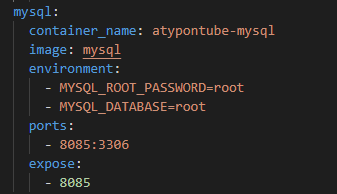 mysql:
container_name: atypontube-mysql
image: mysql
environment:
- MYSQL_ROOT_PASSWORD=root
- MYSQL_DATABASE=root
ports:
- 8085:3306
expose:
- 8085